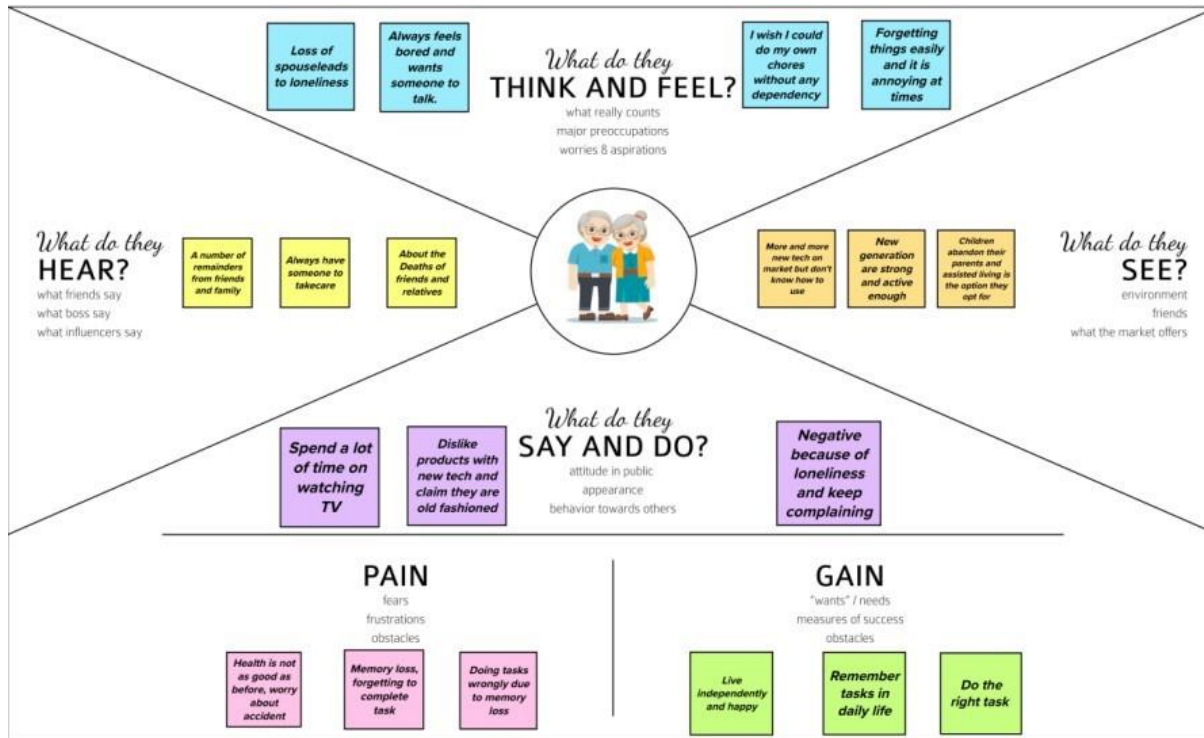 Loss of
spouseleads
to loneliness
Always feels
bored and
wants
someone to
talk.
What do they
THINK AND FEEL?
what really counts
major preoccupations
worries & aspirations
I wish I could
do my own
chores
without any
dependency
Forgetting
things easily
and it is
annoying at
times
What do they
HEAR?
what friends say
what boss say
what influencers say
A number of
remainders
from friends
and family
Always have
someone to
takecare
About the
Deaths of
friends and
relatives
More and more
new tech on
market but don't
know how to
use
New
generation
are strong
and active
enough
Children
abandon their
parents and
assisted living is
the option they
opt for
What do they
SEE?
environment
friends
what the market offers
Spend a lot
of time on
watching
TV
Dislike
products with
new tech and
claim they are
old fashioned
What do they
SAY AND DO?
attitude in public
appearance
behavior towards others
Negative
because of
loneliness
and keep
complaining
PAIN
fears
frustrations
obstacles
Health is not
as good as
before, worry
about
accident
Memory loss,
forgetting to
complete
task
Doing tasks
wrongly due
to memory
loss
GAIN
"wants" / needs
measures of success
obstacles
Live
independently
and happy
Remember
tasks in
daily life
Do the
right task